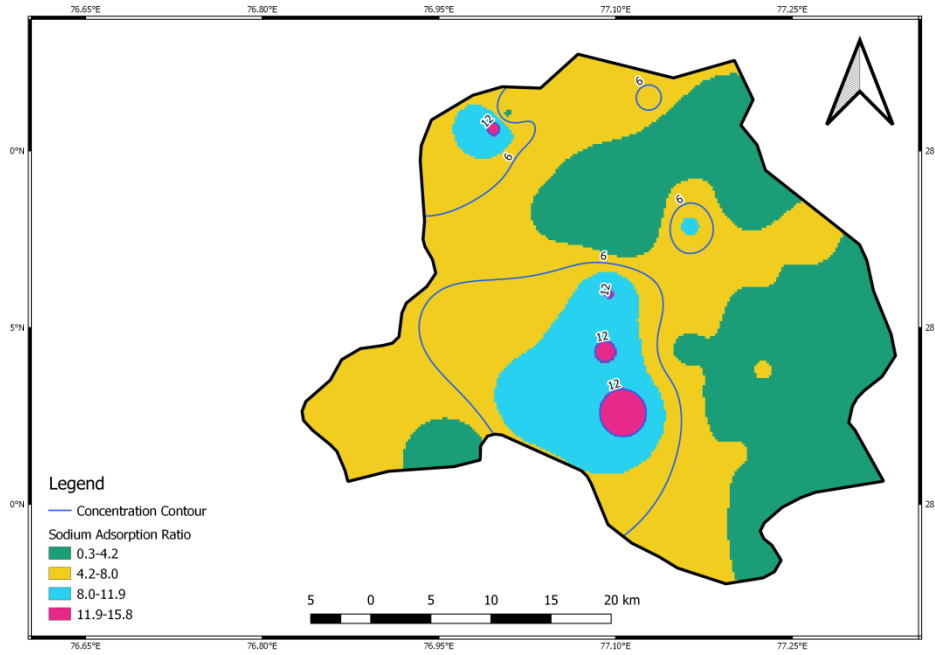 76.65°E 76.80°E 76.95°E 77.10°E 77.25°E
6
12
0°N 28
6
6
6
12
5°N 28
12
12
Legend
0°N 28
Concentration Contour
Sodium Adsorption Ratio
0.3-4.2
4.2-8.0
8.0-11.9
11.9-15.8
5 0 5 10 15 20 km
76.65°E 76.80°E 76.95°E 77.10°E 77.25°E